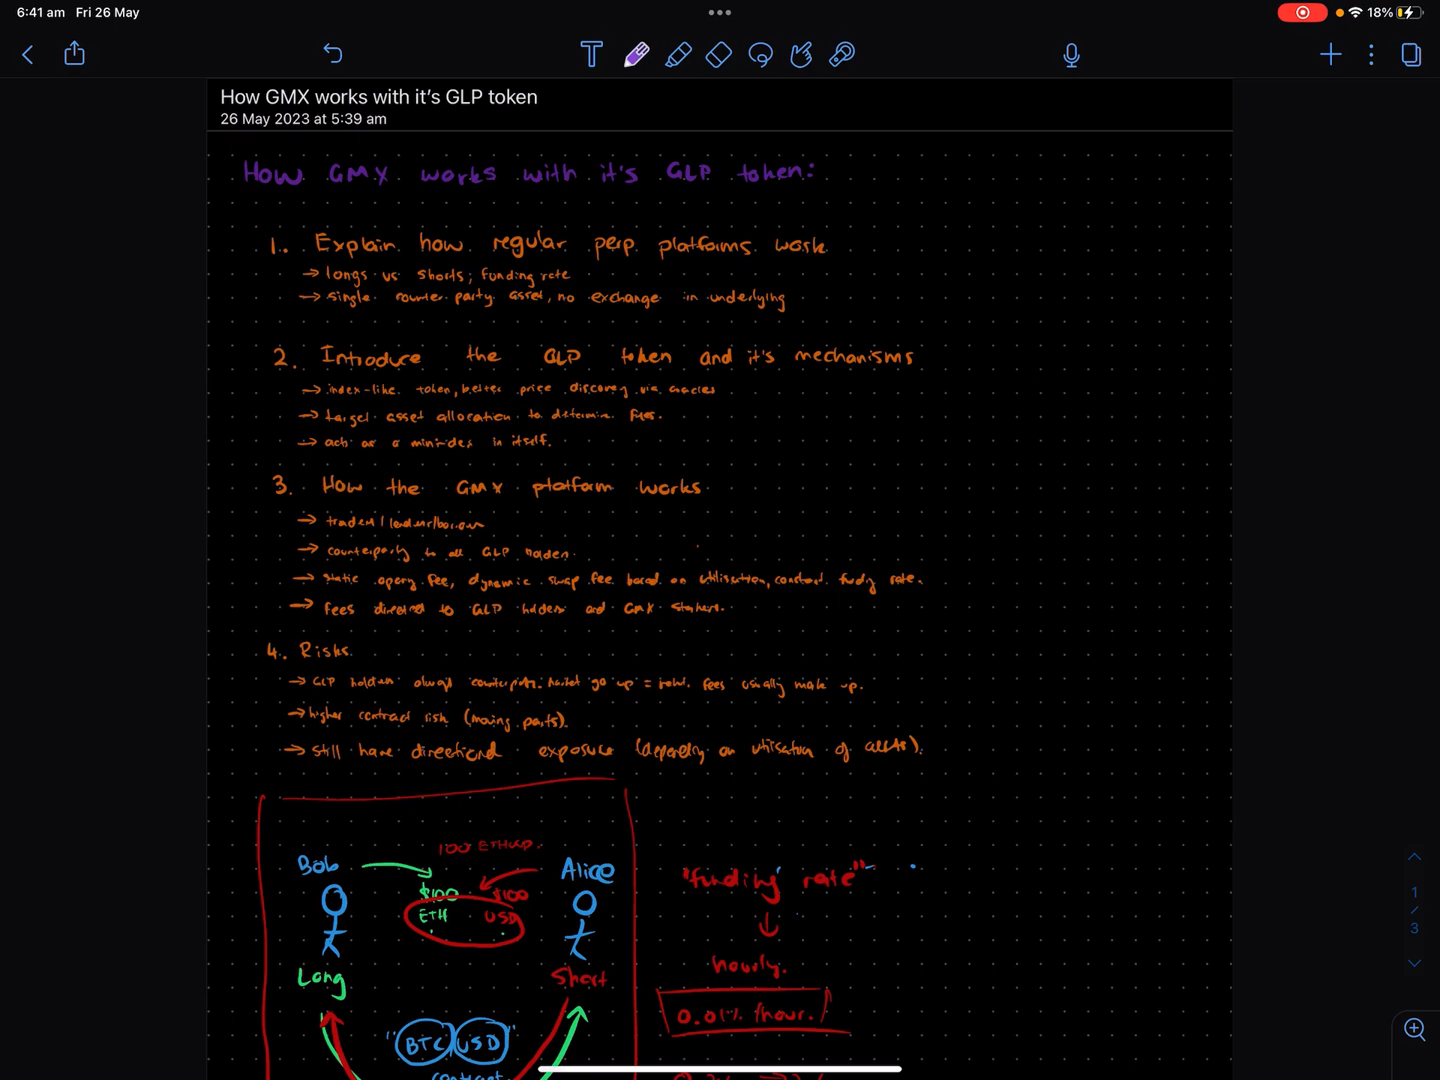 6:41 am Fri 26 May
18%
How GMX works with it's GLP token
26 May 2023 at 5:39 am
How GMX works with it's GLP token:
1. Explain how regular perp platforms work
→ longs vs shorts; funding rate
→ single counter party asset, no exchange in underlying
2. Introduce the GLP token and it's mechanisms
→ index-like token, better price discovery via oracles
→ target asset allocation to determine fees.
→ acts as a mini-dex in itself.
3. How the GMX platform works
→ traders/lender/borrow
→ counterparty to all GLP holders.
→ static opening fee, dynamic swap fee based on utilisation, constant funding rate.
→ Fees directed to GLP holders and GMX stakers.
4. Risks
→ GLP holders always counterparty. Market go up = rekt. Fees usually make up.
→ higher contract risk (moving parts).
→ still have directional exposure (depending on utilisation of assets).
Bob
Alice
$100 $100
ETH USD
Long
Short
"BTC USD"
contract
"funding rate"
↓
hourly.
0.01% /hour.
1
/
3